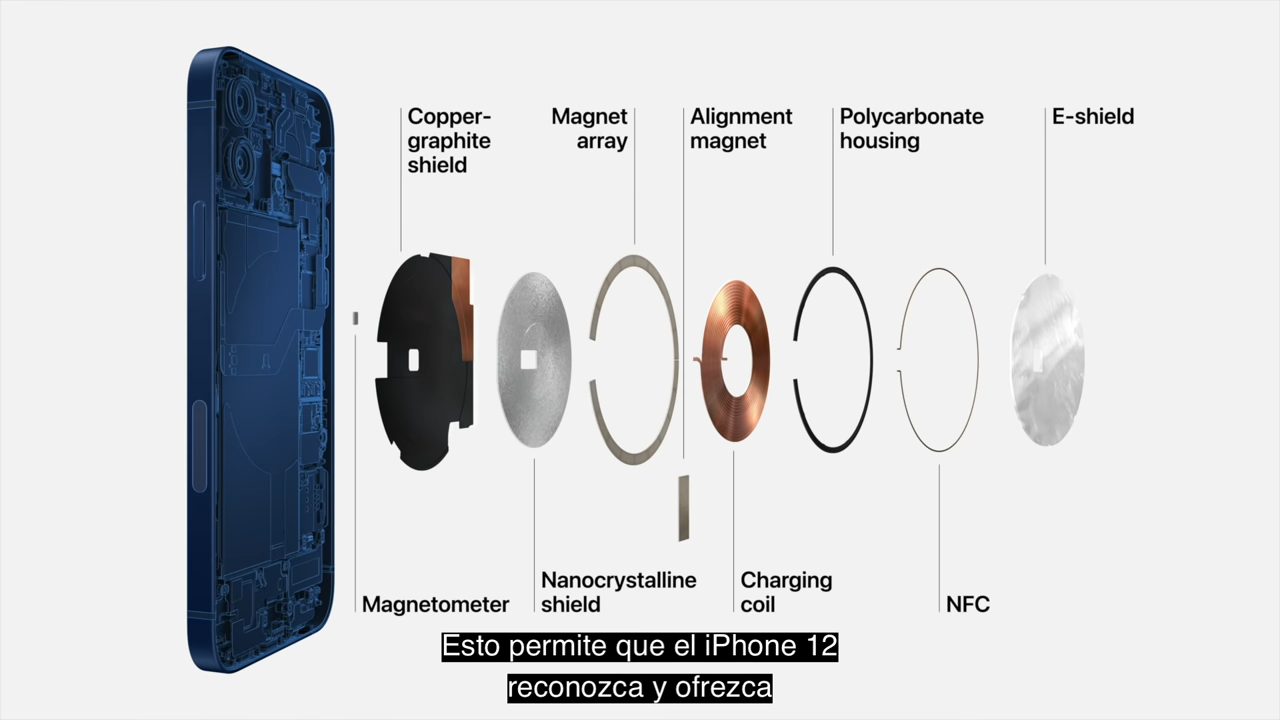 Copper-
graphite
shield
Magnet
array
Alignment
magnet
Polycarbonate
housing
E-shield
Magnetometer
Nanocrystalline
shield
Charging
coil
NFC
Esto permite que el iPhone 12
reconozca y ofrezca